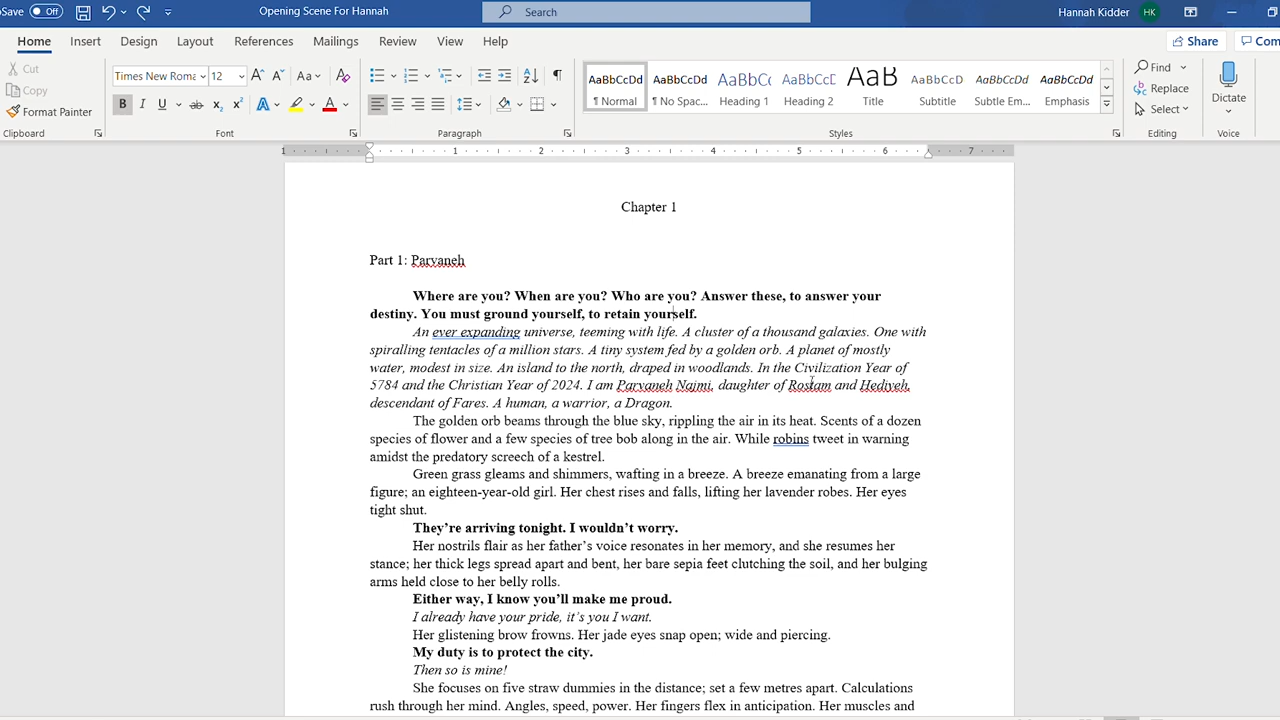 Save Off Opening Scene For Hannah Search Hannah Kidder HK
Home Insert Design Layout References Mailings Review View Help Share Com
Cut
Copy
Format Painter
Clipboard
Times New Roma 12 A A Aa A
B I U ab x₂ x² A A
Font
Paragraph
AaBbCcDd AaBbCcDd AaBbCc AaBbCcD AaB AaBbCcD AaBbCcDd AaBbCcDd
¶ Normal ¶ No Spac... Heading 1 Heading 2 Title Subtitle Subtle Em... Emphasis
Styles
Find
Replace
Select
Editing
Dictate
Voice
1 1 2 3 4 5 6 7
Chapter 1
Part 1: Parvaneh
Where are you? When are you? Who are you? Answer these, to answer your
destiny. You must ground yourself, to retain yourself.
An ever expanding universe, teeming with life. A cluster of a thousand galaxies. One with
spiralling tentacles of a million stars. A tiny system fed by a golden orb. A planet of mostly
water, modest in size. An island to the north, draped in woodlands. In the Civilization Year of
5784 and the Christian Year of 2024. I am Parvaneh Najmi, daughter of Rostam and Hediyeh,
descendant of Fares. A human, a warrior, a Dragon.
The golden orb beams through the blue sky, rippling the air in its heat. Scents of a dozen
species of flower and a few species of tree bob along in the air. While robins tweet in warning
amidst the predatory screech of a kestrel.
Green grass gleams and shimmers, wafting in a breeze. A breeze emanating from a large
figure; an eighteen-year-old girl. Her chest rises and falls, lifting her lavender robes. Her eyes
tight shut.
They’re arriving tonight. I wouldn’t worry.
Her nostrils flair as her father’s voice resonates in her memory, and she resumes her
stance; her thick legs spread apart and bent, her bare sepia feet clutching the soil, and her bulging
arms held close to her belly rolls.
Either way, I know you’ll make me proud.
I already have your pride, it’s you I want.
Her glistening brow frowns. Her jade eyes snap open; wide and piercing.
My duty is to protect the city.
Then so is mine!
She focuses on five straw dummies in the distance; set a few metres apart. Calculations
rush through her mind. Angles, speed, power. Her fingers flex in anticipation. Her muscles and